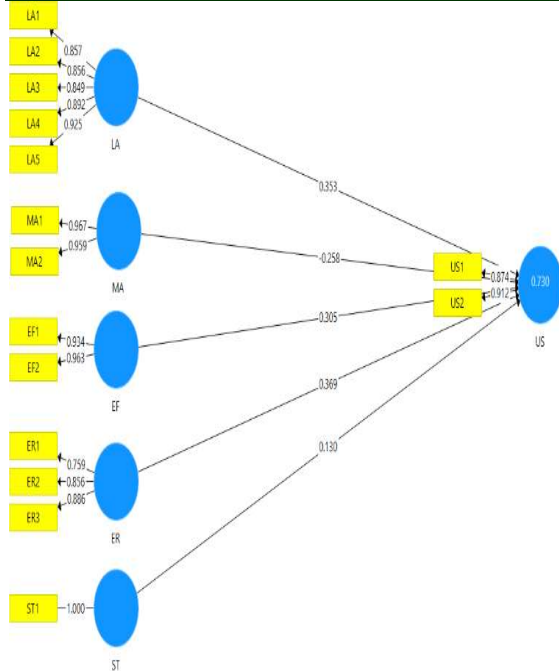 LA1
LA2
LA3
LA4
LA5
0.857
0.856
0.849
0.892
0.925
LA
0.353
MA1
MA2
0.967
0.959
MA
-0.258
EF1
EF2
0.934
0.963
EF
0.305
ER1
ER2
ER3
0.759
0.856
0.886
ER
0.369
ST1
1.000
ST
0.130
US1
US2
0.874
0.912
0.730
US